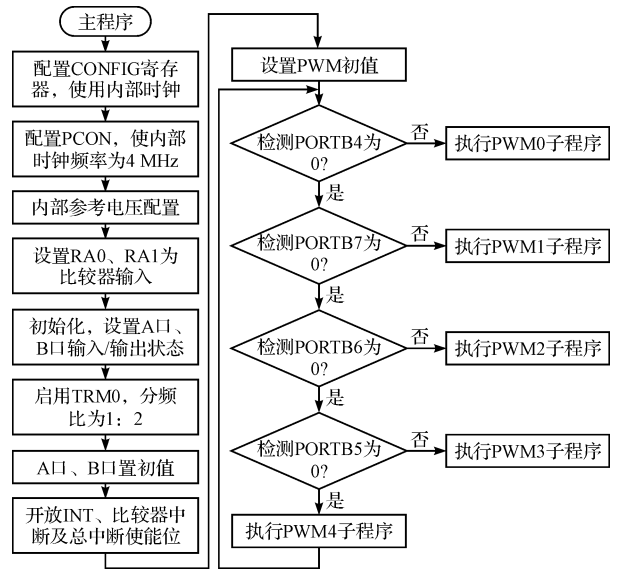 主程序
配置CONFIG寄存
器，使用内部时钟
配置PCON，使内部
时钟频率为4 MHz
内部参考电压配置
设置RA0、RA1为
比较器输入
初始化，设置A口、
B口输入/输出状态
启用TRM0，分频
比为1：2
A口、B口置初值
开放INT、比较器中
断及总中断使能位
设置PWM初值
检测PORTB4为
0?
否
执行PWM0子程序
是
检测PORTB7为
0?
否
执行PWM1子程序
是
检测PORTB6为
0?
否
执行PWM2子程序
是
检测PORTB5为
0?
否
执行PWM3子程序
是
执行PWM4子程序